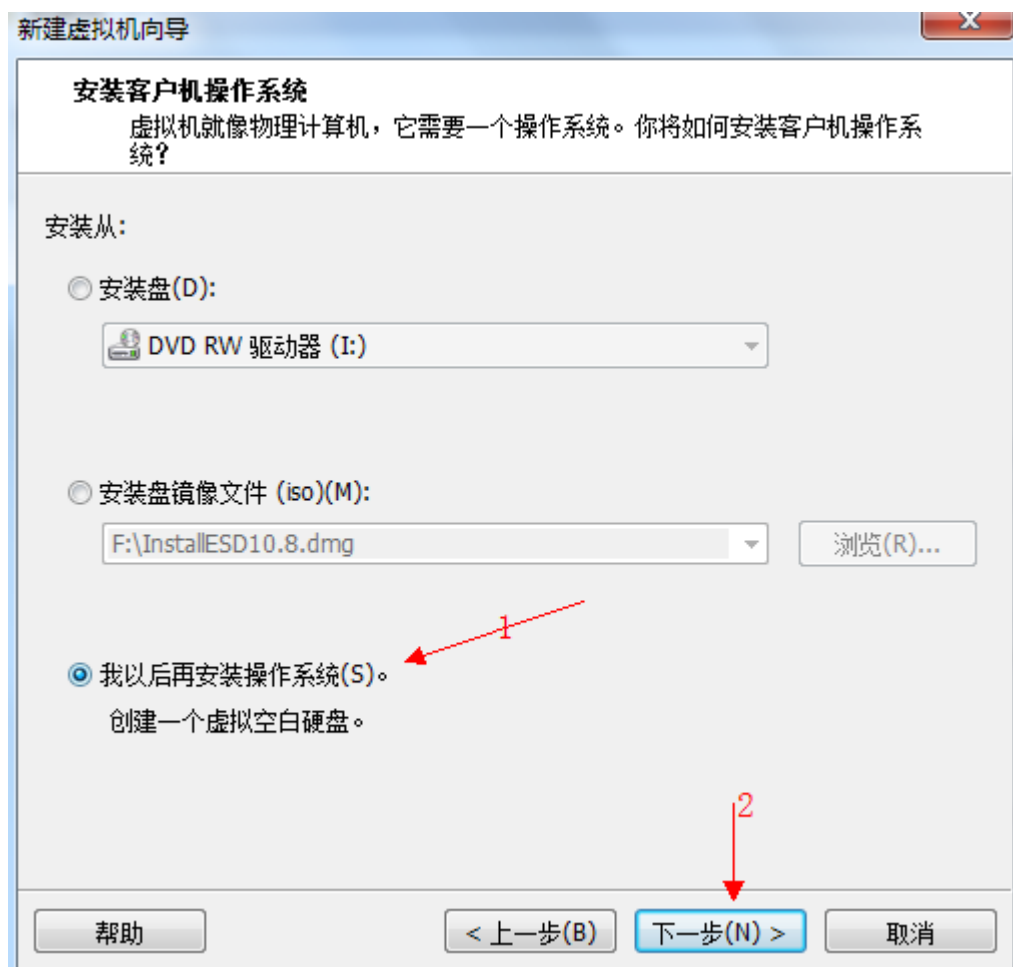 新建虚拟机向导
安装客户机操作系统
虚拟机就像物理计算机，它需要一个操作系统。你将如何安装客户机操作系
统?
安装从:
安装盘(D):
DVD RW 驱动器 (I:)
安装盘镜像文件 (iso)(M):
F:\InstallESD10.8.dmg
浏览(R)...
1
我以后再安装操作系统(S)。
创建一个虚拟空白硬盘。
2
帮助
< 上一步(B)
下一步(N) >
取消